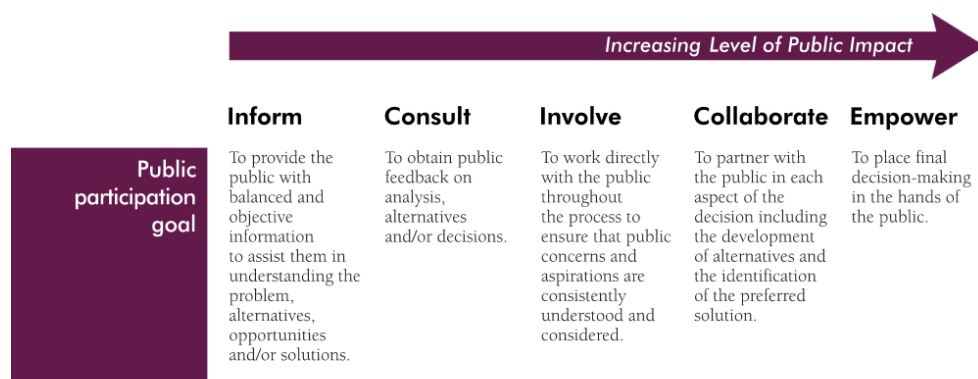 Increasing Level of Public Impact
Inform
Consult
Involve
Collaborate
Empower
Public
participation
goal
To provide the
public with
balanced and
objective
information
to assist them in
understanding the
problem,
alternatives,
opportunities
and/or solutions.
To obtain public
feedback on
analysis,
alternatives
and/or decisions.
To work directly
with the public
throughout
the process to
ensure that public
concerns and
aspirations are
consistently
understood and
considered.
To partner with
the public in each
aspect of the
decision including
the development
of alternatives and
the identification
of the preferred
solution.
To place final
decision-making
in the hands of
the public.